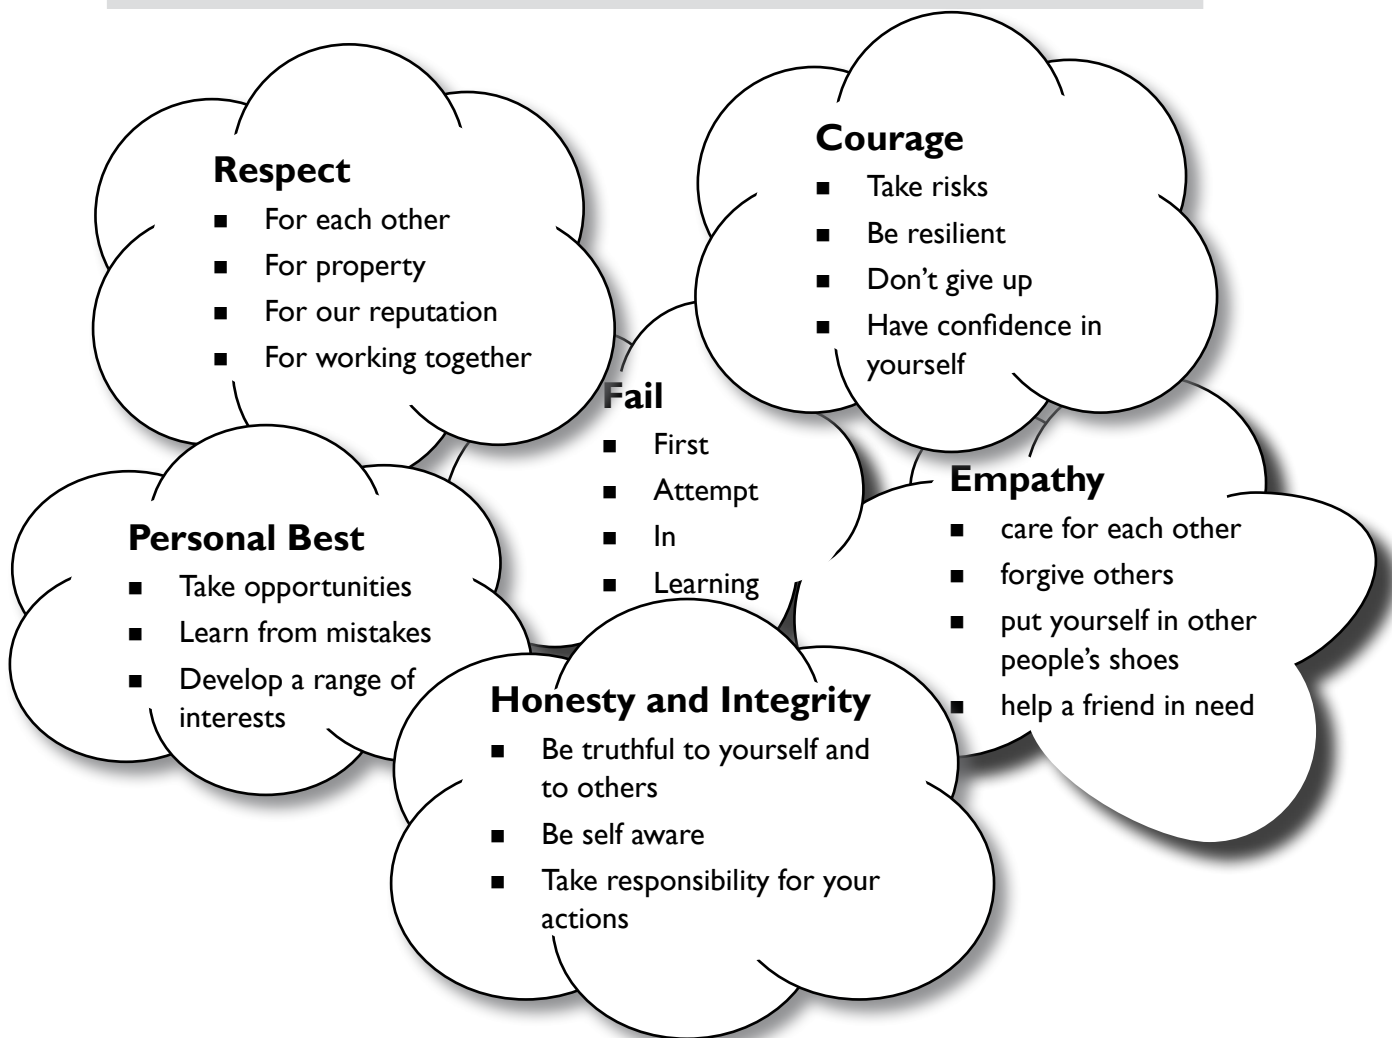 Respect
■ For each other
■ For property
■ For our reputation
■ For working together
Courage
■ Take risks
■ Be resilient
■ Don't give up
■ Have confidence in
yourself
Fail
■ First
■ Attempt
■ In
■ Learning
Empathy
■ care for each other
■ forgive others
■ put yourself in other
people's shoes
■ help a friend in need
Personal Best
■ Take opportunities
■ Learn from mistakes
■ Develop a range of
interests
Honesty and Integrity
■ Be truthful to yourself and
to others
■ Be self aware
■ Take responsibility for your
actions